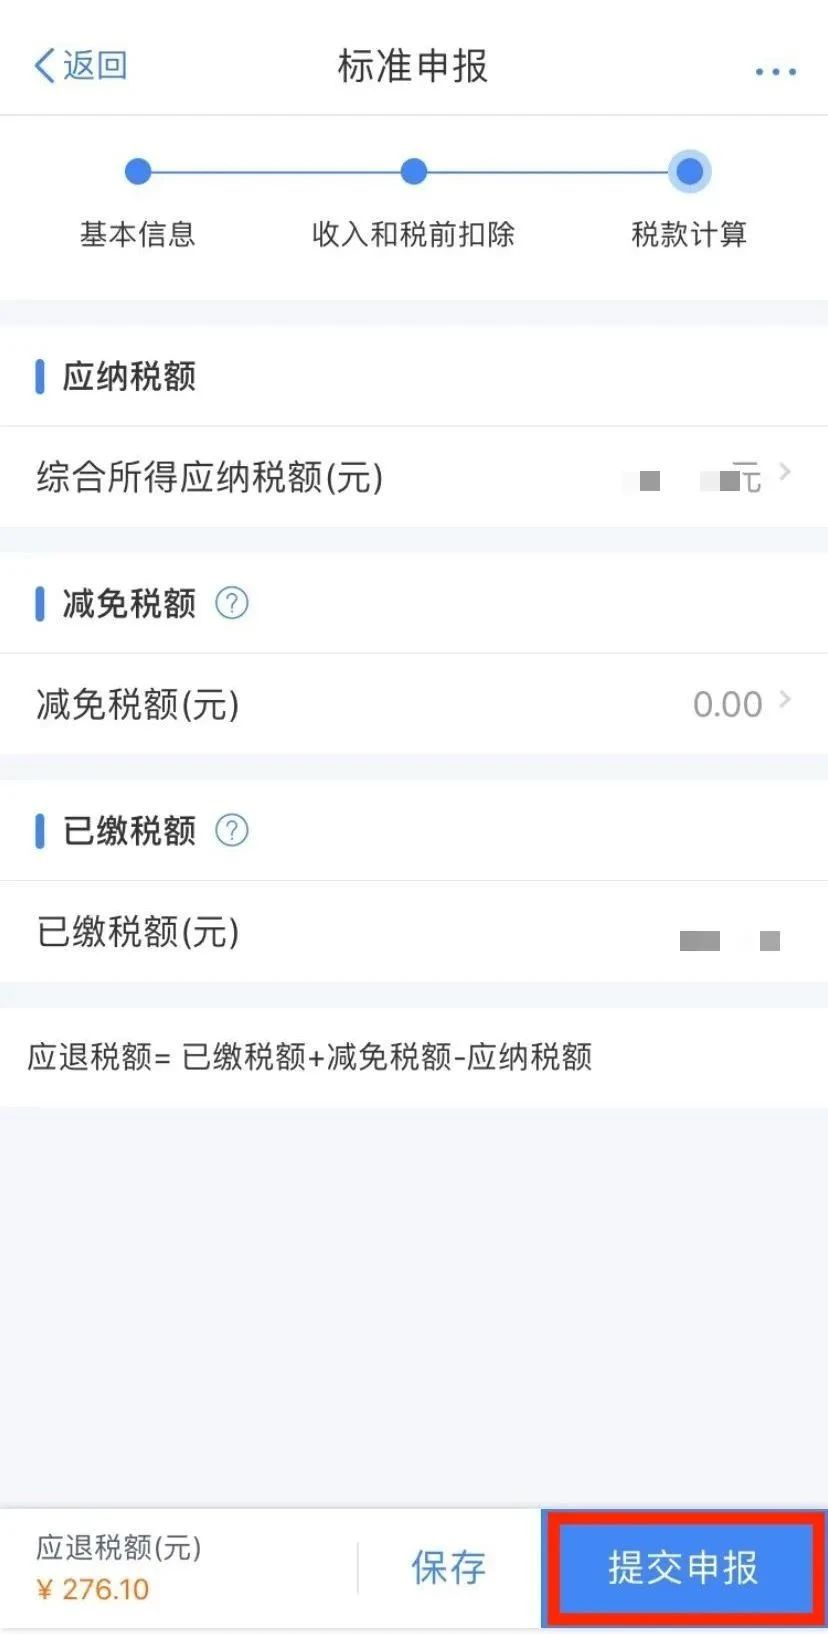 返回
标准申报
基本信息 收入和税前扣除 税款计算
应纳税额
综合所得应纳税额(元) 元
减免税额 ?
减免税额(元) 0.00
已缴税额 ?
已缴税额(元)
应退税额= 已缴税额+减免税额-应纳税额
应退税额(元)
¥ 276.10
保存
提交申报